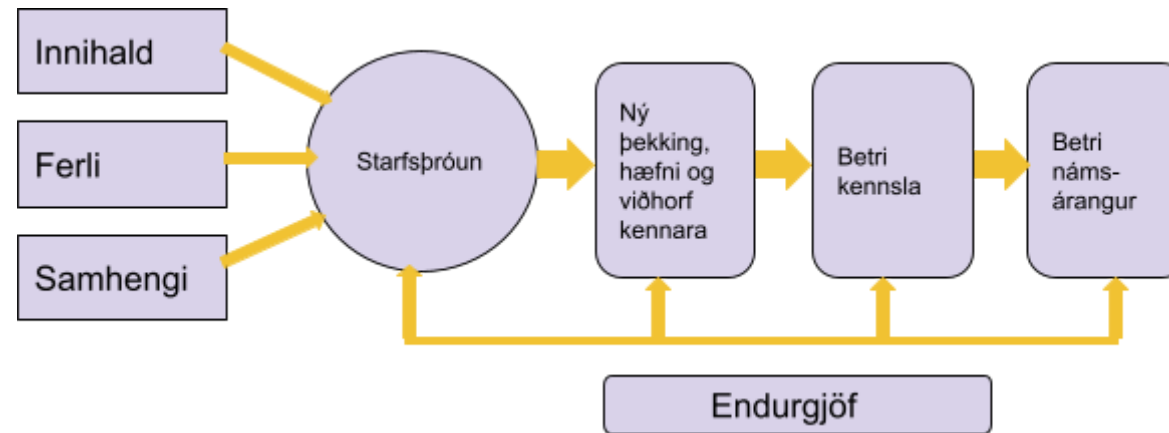 Innihald
Ferli
Samhengi
Starfsþróun
Ný
þekking,
hæfni og
viðhorf
kennara
Betri
kennsla
Betri
náms-
árangur
Endurgjöf